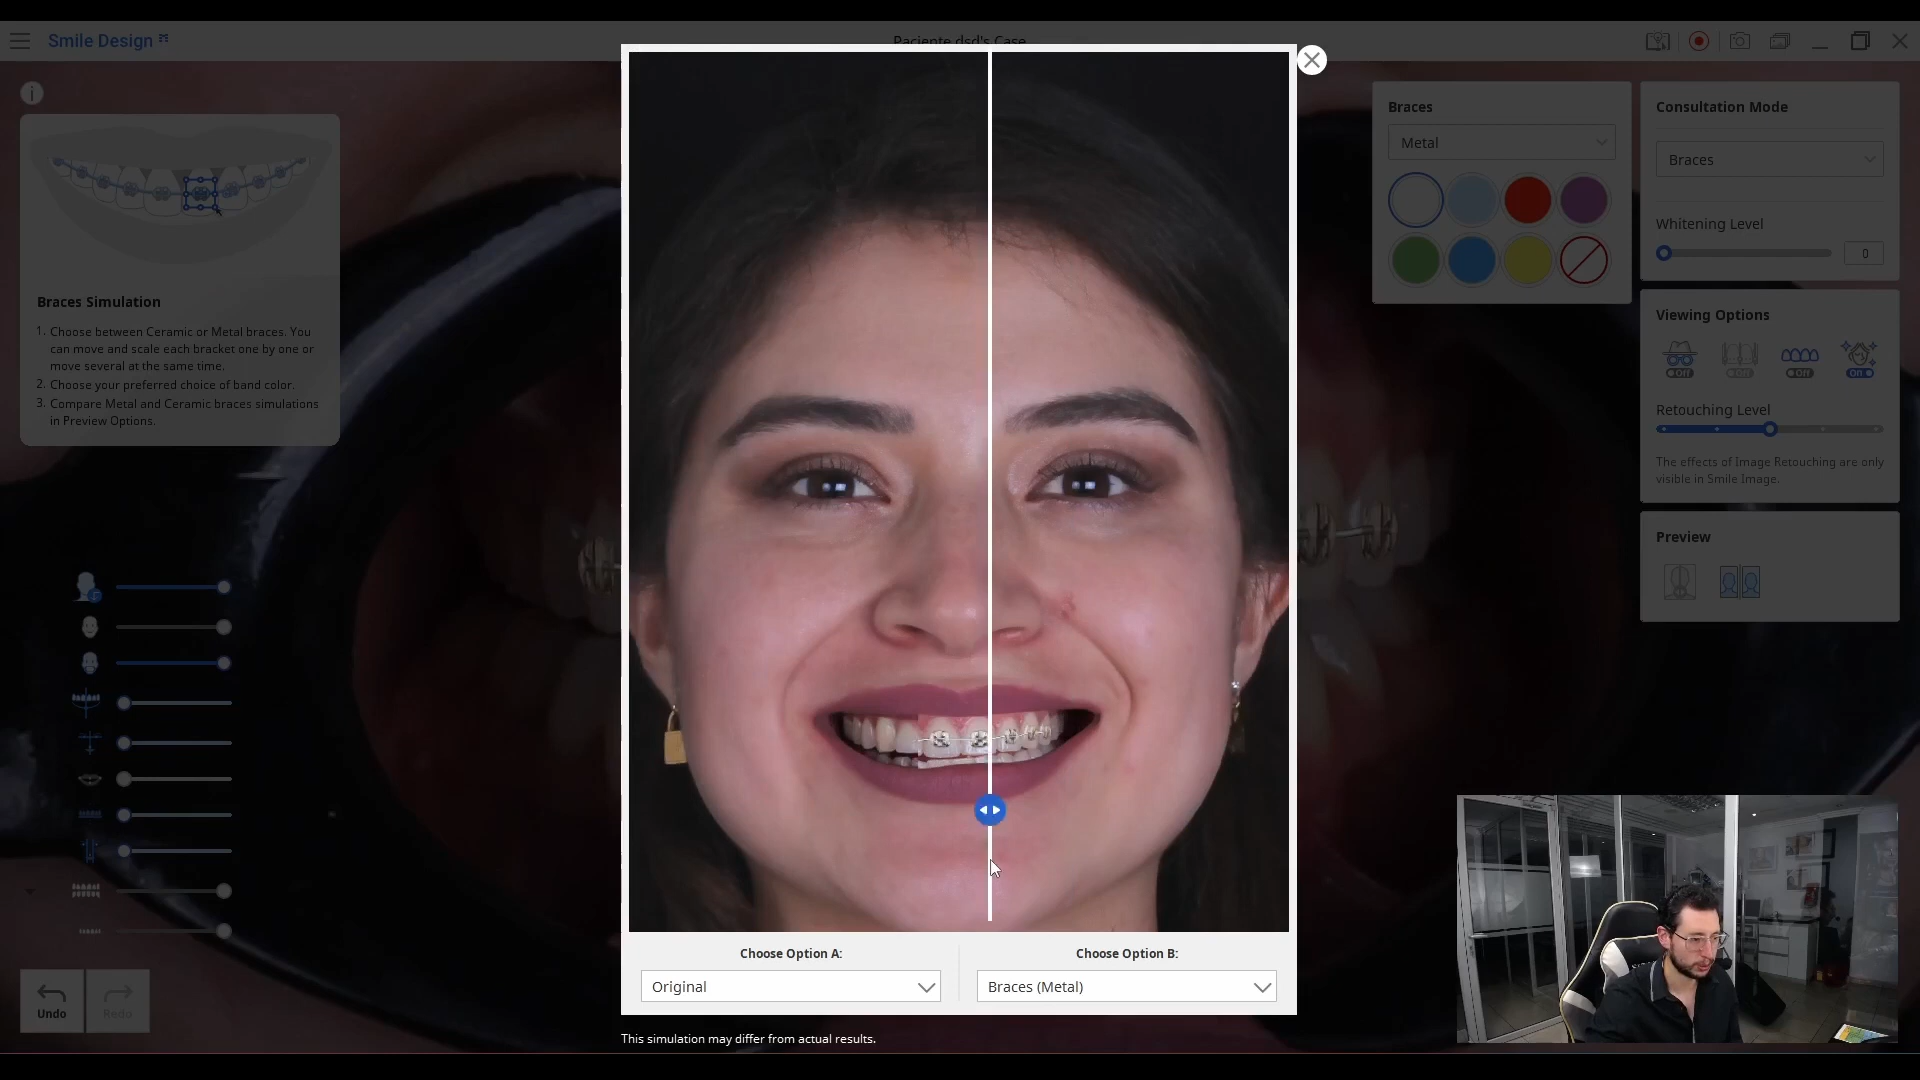 Smile Design
Paciente dsd's Case
Braces Simulation
1. Choose between Ceramic or Metal braces. You
can move and scale each bracket one by one or
move several at the same time.
2. Choose your preferred choice of band color.
3. Compare Metal and Ceramic braces simulations
in Preview Options.
Undo
Redo
Choose Option A:
Original
Choose Option B:
Braces (Metal)
This simulation may differ from actual results.
Braces
Metal
Consultation Mode
Braces
Whitening Level
0
Viewing Options
Off
Off
Off
On
Retouching Level
The effects of Image Retouching are only
visible in Smile Image.
Preview